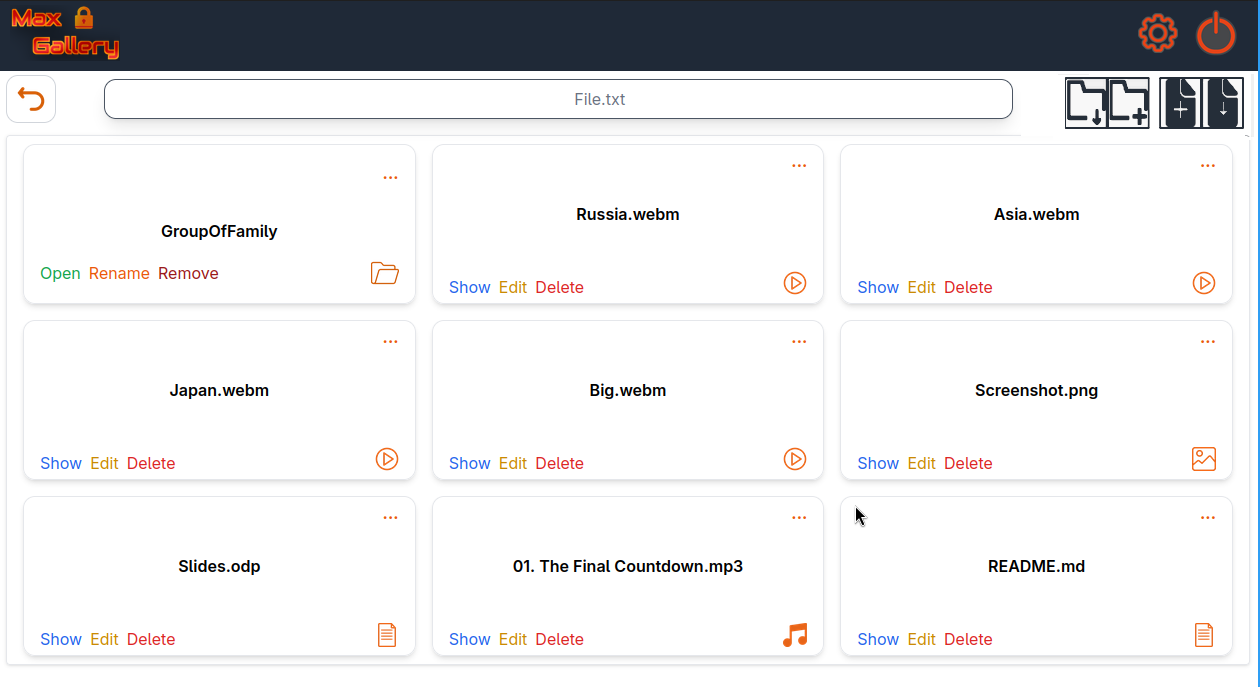 Max
Gallery
File.txt
...
GroupOfFamily
Open Rename Remove
...
Russia.webm
Show Edit Delete
...
Asia.webm
Show Edit Delete
...
Japan.webm
Show Edit Delete
...
Big.webm
Show Edit Delete
...
Screenshot.png
Show Edit Delete
...
Slides.odp
Show Edit Delete
...
01. The Final Countdown.mp3
Show Edit Delete
...
README.md
Show Edit Delete